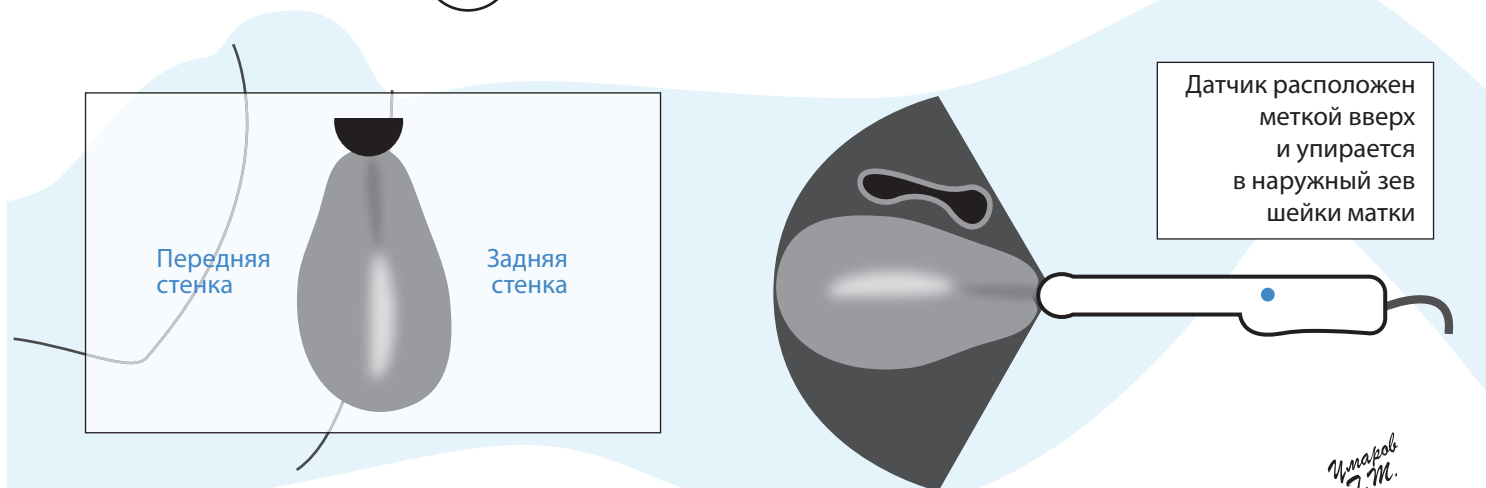 Передняя
стенка
Задняя
стенка
Датчик расположен
меткой вверх
и упирается
в наружный зев
шейки матки
Умаров